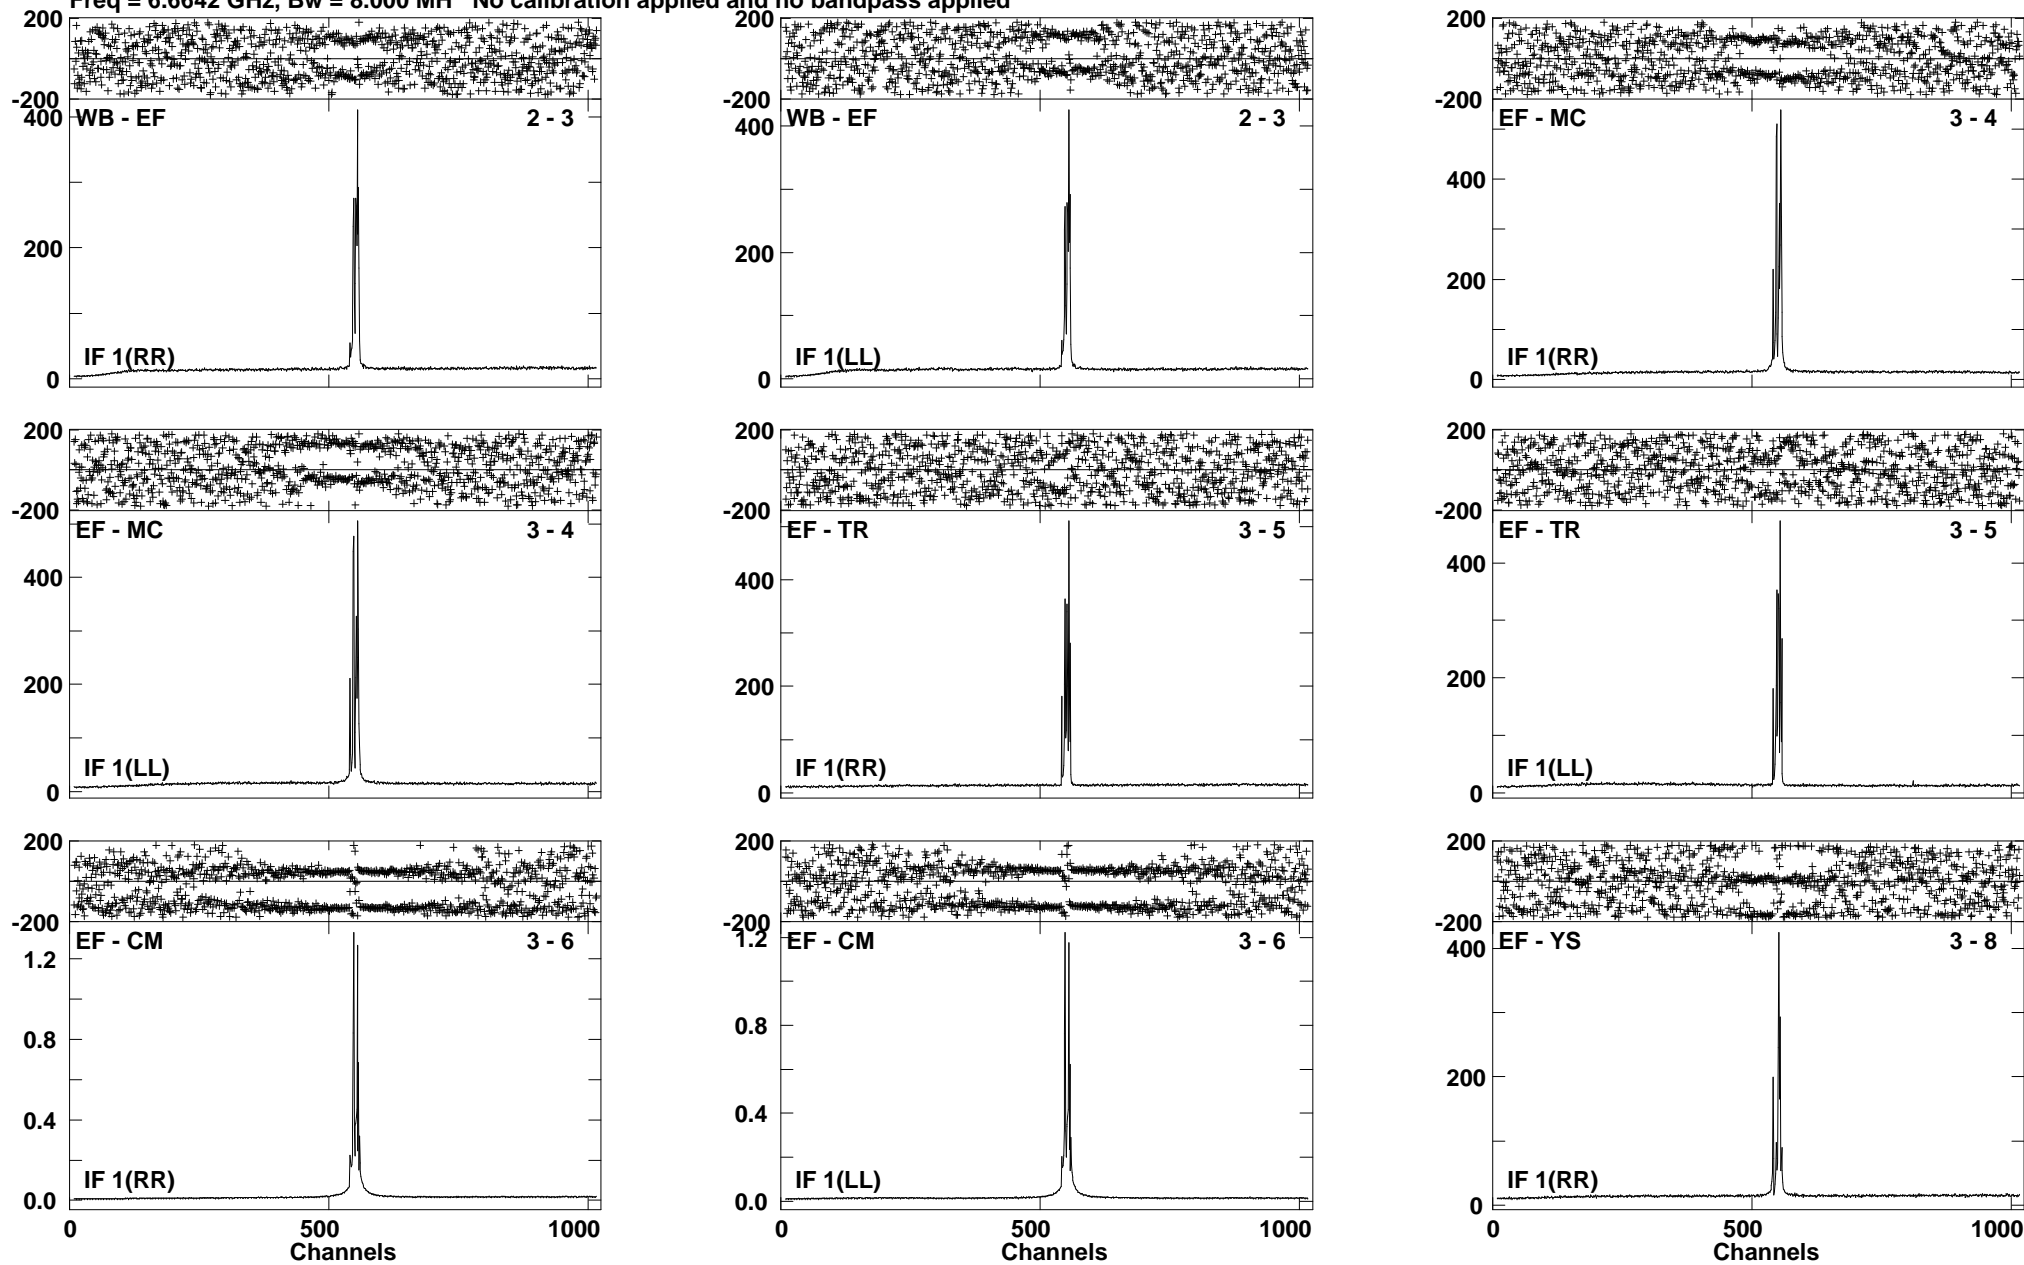 Freq = 6.6642 GHz, Bw = 8.000 MH No calibration applied and no bandpass applied
200
-200
400
200
0
WB - EF 2 - 3
IF 1(RR)
200
-200
400
200
0
WB - EF 2 - 3
IF 1(LL)
200
-200
400
200
0
EF - MC 3 - 4
IF 1(RR)
200
-200
400
200
0
EF - MC 3 - 4
IF 1(LL)
200
-200
400
200
0
EF - TR 3 - 5
IF 1(RR)
200
-200
400
200
0
EF - TR 3 - 5
IF 1(LL)
200
-200
1.2
0.8
0.4
0.0
EF - CM 3 - 6
IF 1(RR)
0 500 1000
Channels
200
-200
1.2
0.8
0.4
0.0
EF - CM 3 - 6
IF 1(LL)
0 500 1000
Channels
200
-200
400
200
0
EF - YS 3 - 8
IF 1(RR)
0 500 1000
Channels